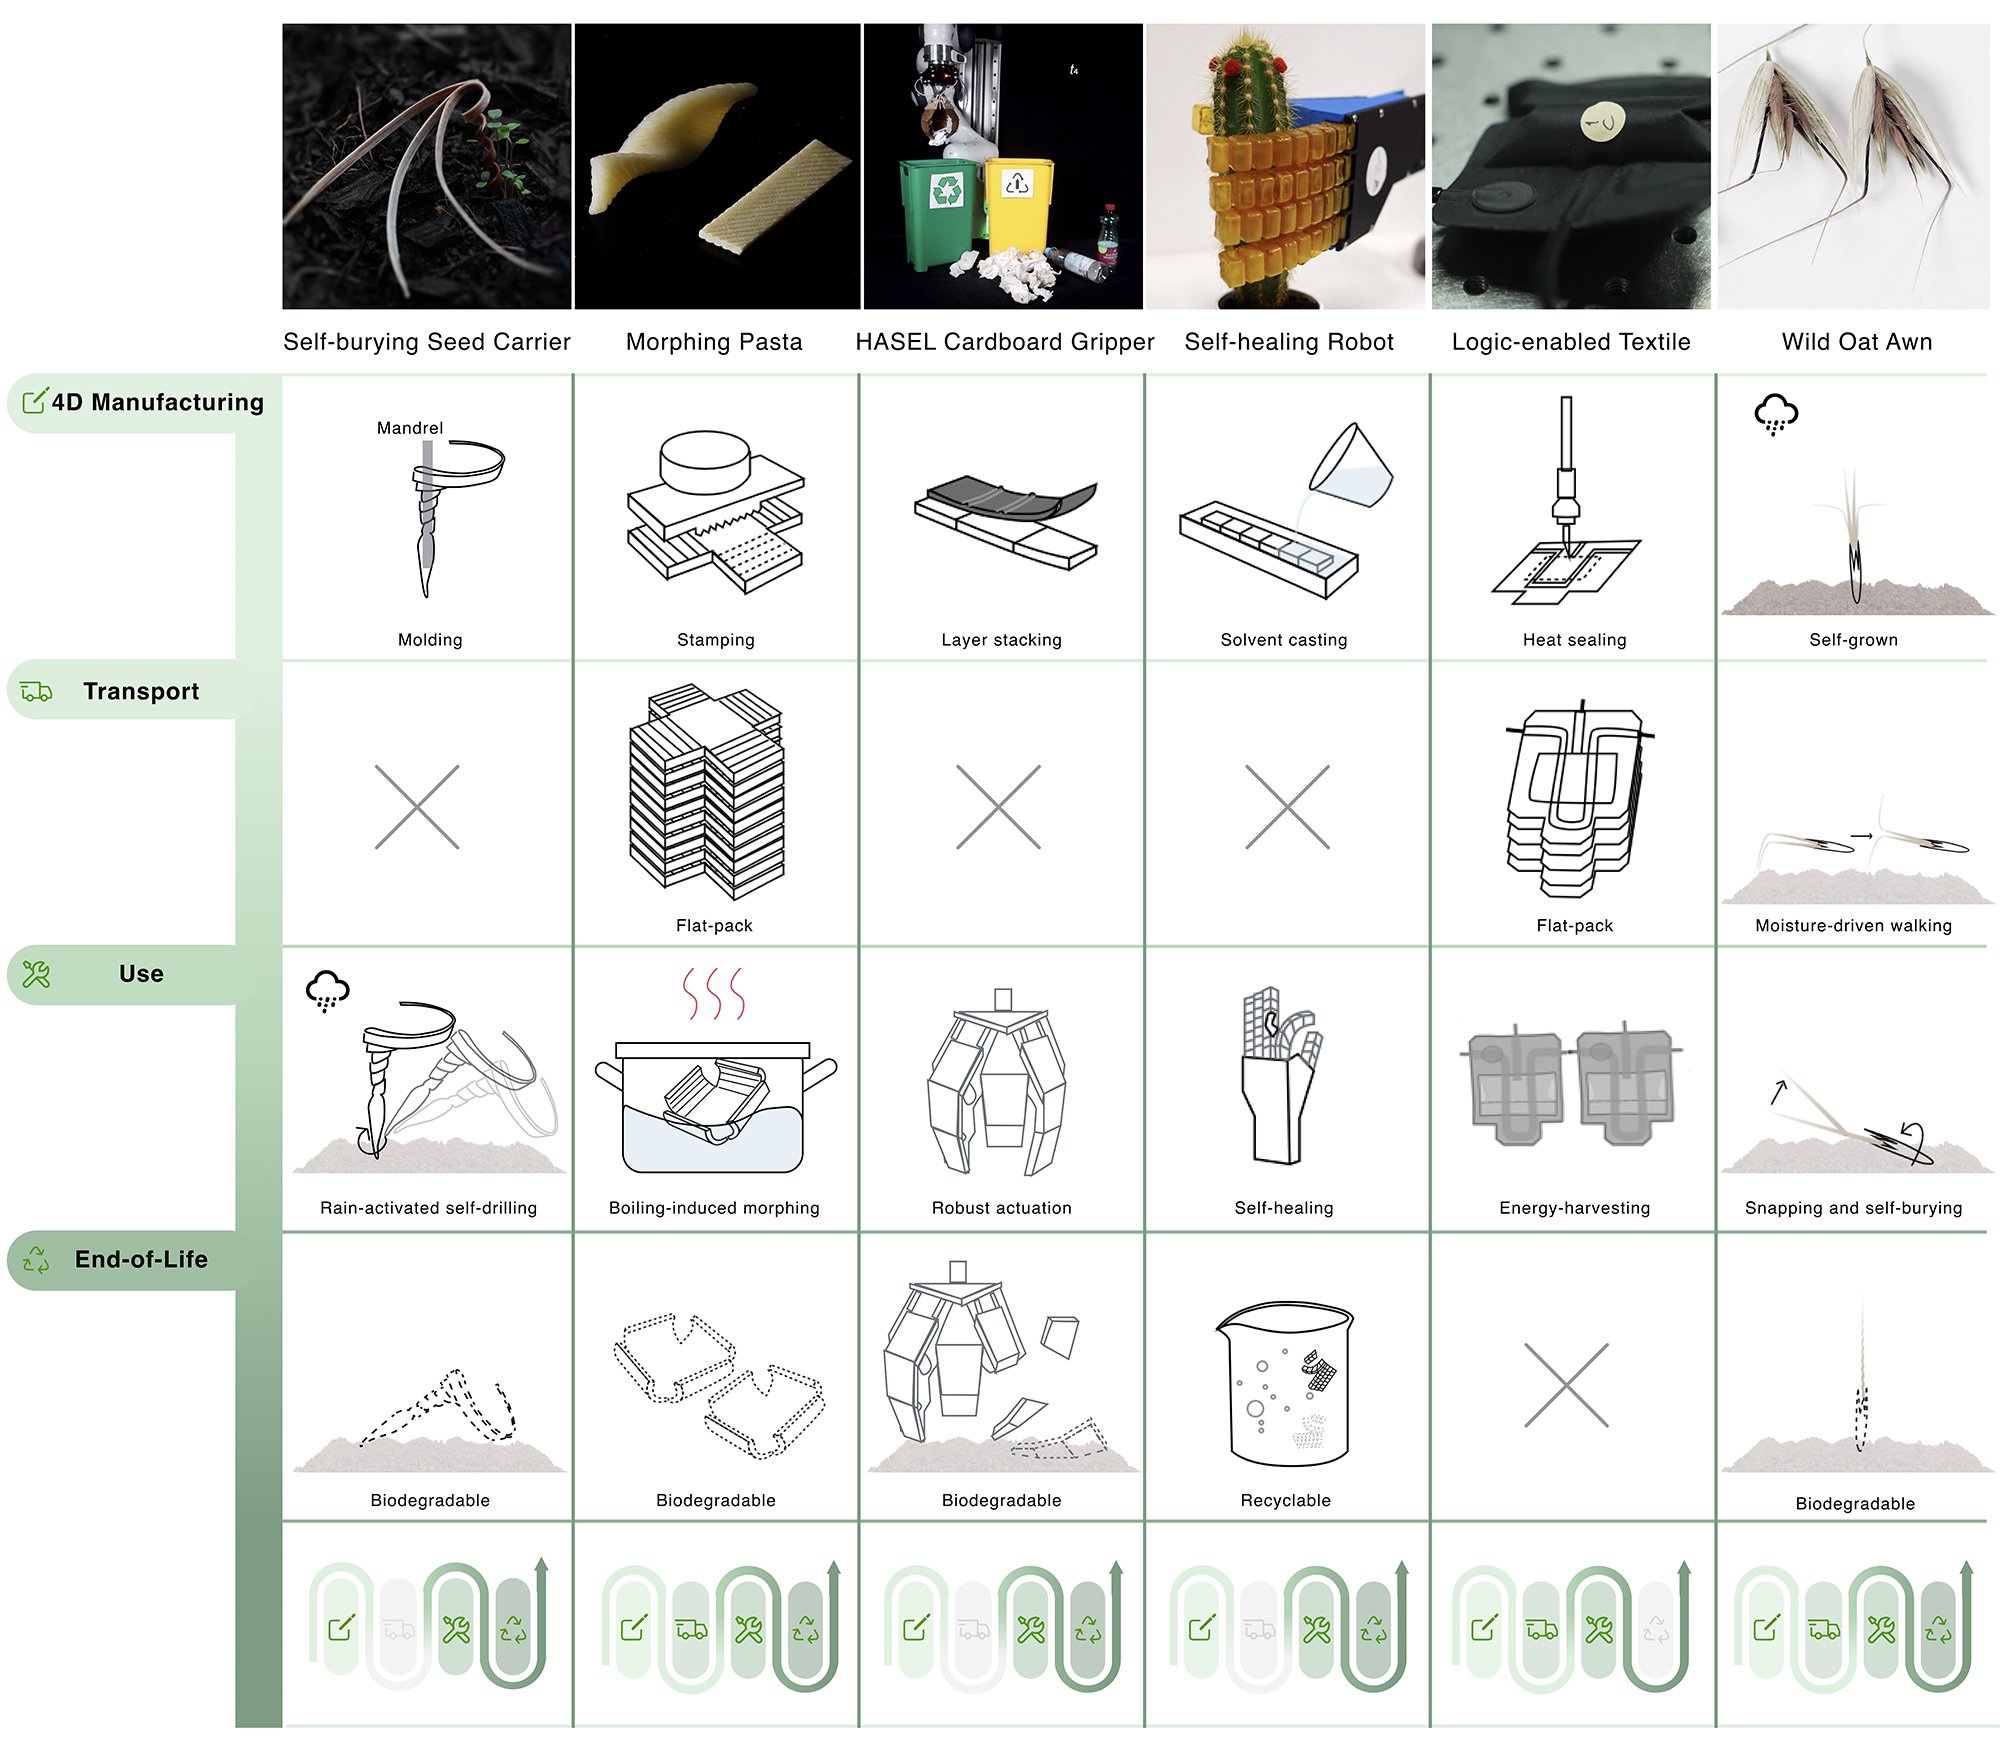 t4
Self-burying Seed Carrier
Morphing Pasta
HASEL Cardboard Gripper
Self-healing Robot
Logic-enabled Textile
Wild Oat Awn
4D Manufacturing
Mandrel
Molding
Stamping
Layer stacking
Solvent casting
Heat sealing
Self-grown
Transport
Flat-pack
Flat-pack
Moisture-driven walking
Use
Rain-activated self-drilling
Boiling-induced morphing
Robust actuation
Self-healing
Energy-harvesting
Snapping and self-burying
End-of-Life
Biodegradable
Biodegradable
Biodegradable
Recyclable
Biodegradable